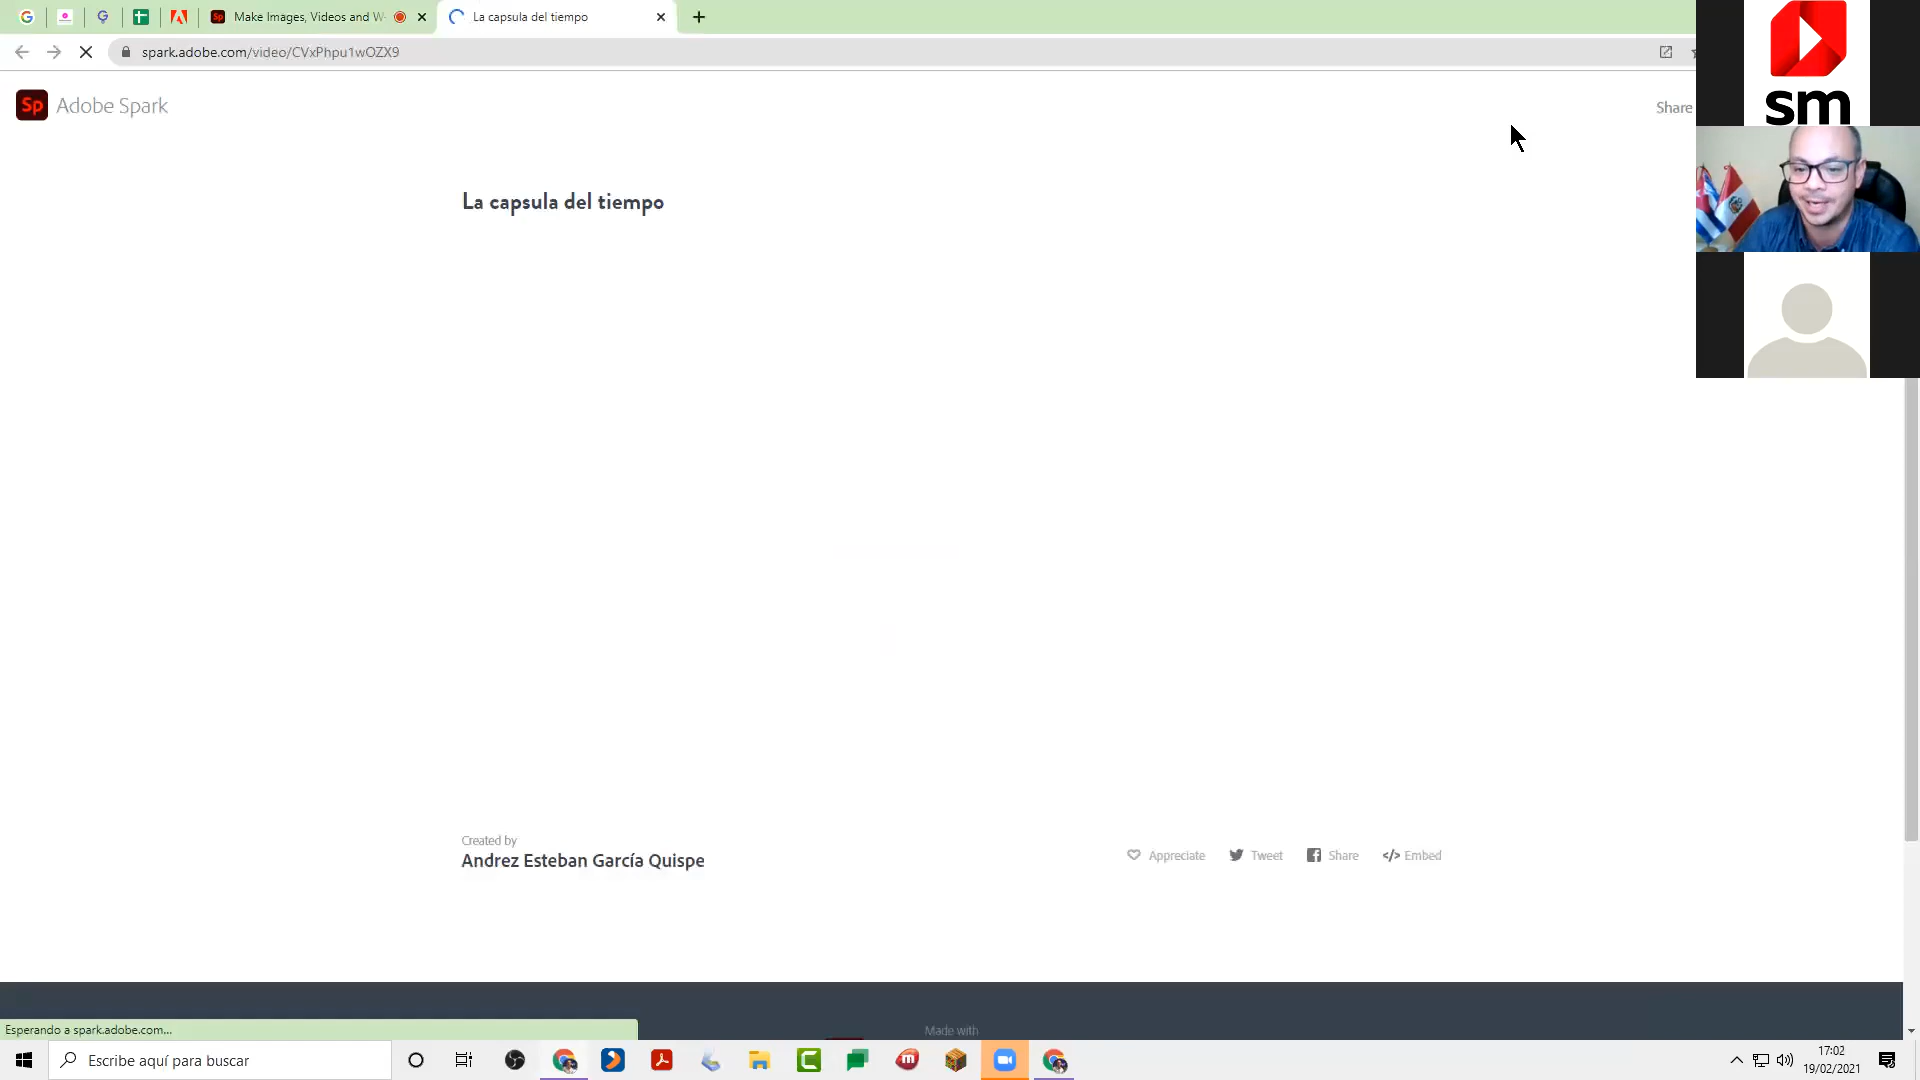 Make Images, Videos and W
La capsula del tiempo
spark.adobe.com/video/CVxPhpu1wOZX9
Sp Adobe Spark
Share
sm
La capsula del tiempo
Created by
Andrez Esteban García Quispe
Appreciate
Tweet
Share
</> Embed
Esperando a spark.adobe.com...
Made with
Escribe aquí para buscar
17:02
19/02/2021